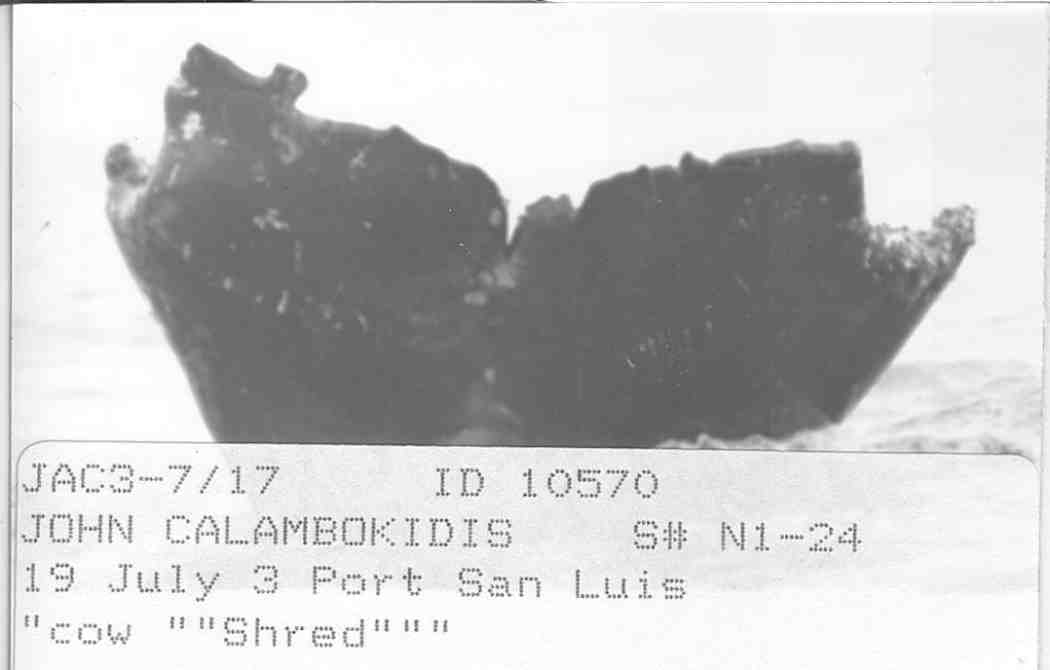 JAC3-7/17 ID 10570
JOHN CALAMBOKIDIS S# N1-24
19 July 3 Port San Luis
"cow ""Shred"""